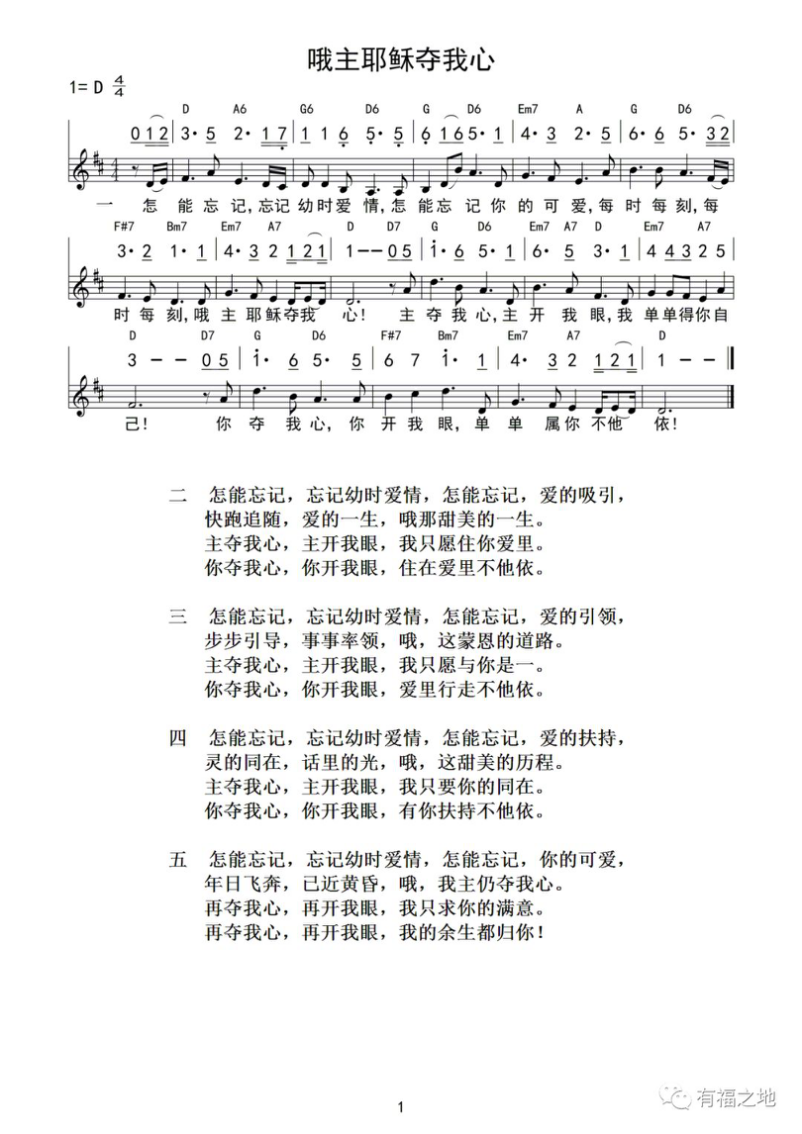 哦主耶稣夺我心
1= D 4/4
D A6 G6 D6 G D6 Em7 A G D6
0 1 2 3· 5 2· 1 7 1 1 6 5· 5 6 1 6 5· 1 4· 3 2· 5 6· 6 5· 3 2
一 怎 能 忘 记, 忘记 幼 时 爱 情, 怎 能 忘 记 你 的 可 爱, 每 时 每 刻, 每
F#7 Bm7 Em7 A7 D D7 G D6 Em7 A7 D Em7 A7
3· 2 1· 1 4· 3 2 1 2 1 1 — — 0 5 1· 6 5· 1 6· 5 3· 1 4 4 3 2 5
时 每 刻, 哦 主 耶 稣 夺 我 心! 主 夺 我 心, 主 开 我 眼, 我 单 单 得 你 自
D D7 G D6 F#7 Bm7 Em7 A7 D
3 — — 0 5 1· 6 5· 5 6 7 1· 1 4· 3 2 1 2 1 1 — —
己! 你 夺 我 心, 你 开 我 眼, 单 单 属 你 不 他 依!
二 怎能忘记，忘记幼时爱情，怎能忘记，爱的吸引，
快跑追随，爱的一生，哦那甜美的一生。
主夺我心，主开我眼，我只愿住你爱里。
你夺我心，你开我眼，住在爱里不他依。
三 怎能忘记，忘记幼时爱情，怎能忘记，爱的引领，
步步引导，事事率领，哦，这蒙恩的道路。
主夺我心，主开我眼，我只愿与你是一。
你夺我心，你开我眼，爱里行走不他依。
四 怎能忘记，忘记幼时爱情，怎能忘记，爱的扶持，
灵的同在，话里的光，哦，这甜美的历程。
主夺我心，主开我眼，我只要你的同在。
你夺我心，你开我眼，有你扶持不他依。
五 怎能忘记，忘记幼时爱情，怎能忘记，你的可爱，
年日飞奔，已近黄昏，哦，我主仍夺我心。
再夺我心，再开我眼，我只求你的满意。
再夺我心，再开我眼，我的余生都归你！
1
有福之地